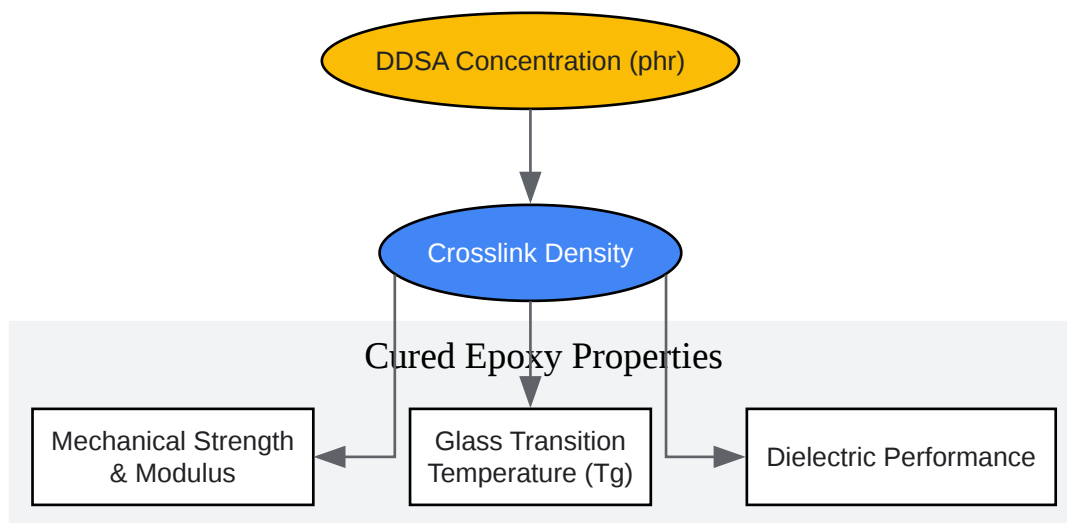 DDSA Concentration (phr)
Crosslink Density
Cured Epoxy Properties
Mechanical Strength
& Modulus
Glass Transition
Temperature (Tg)
Dielectric Performance